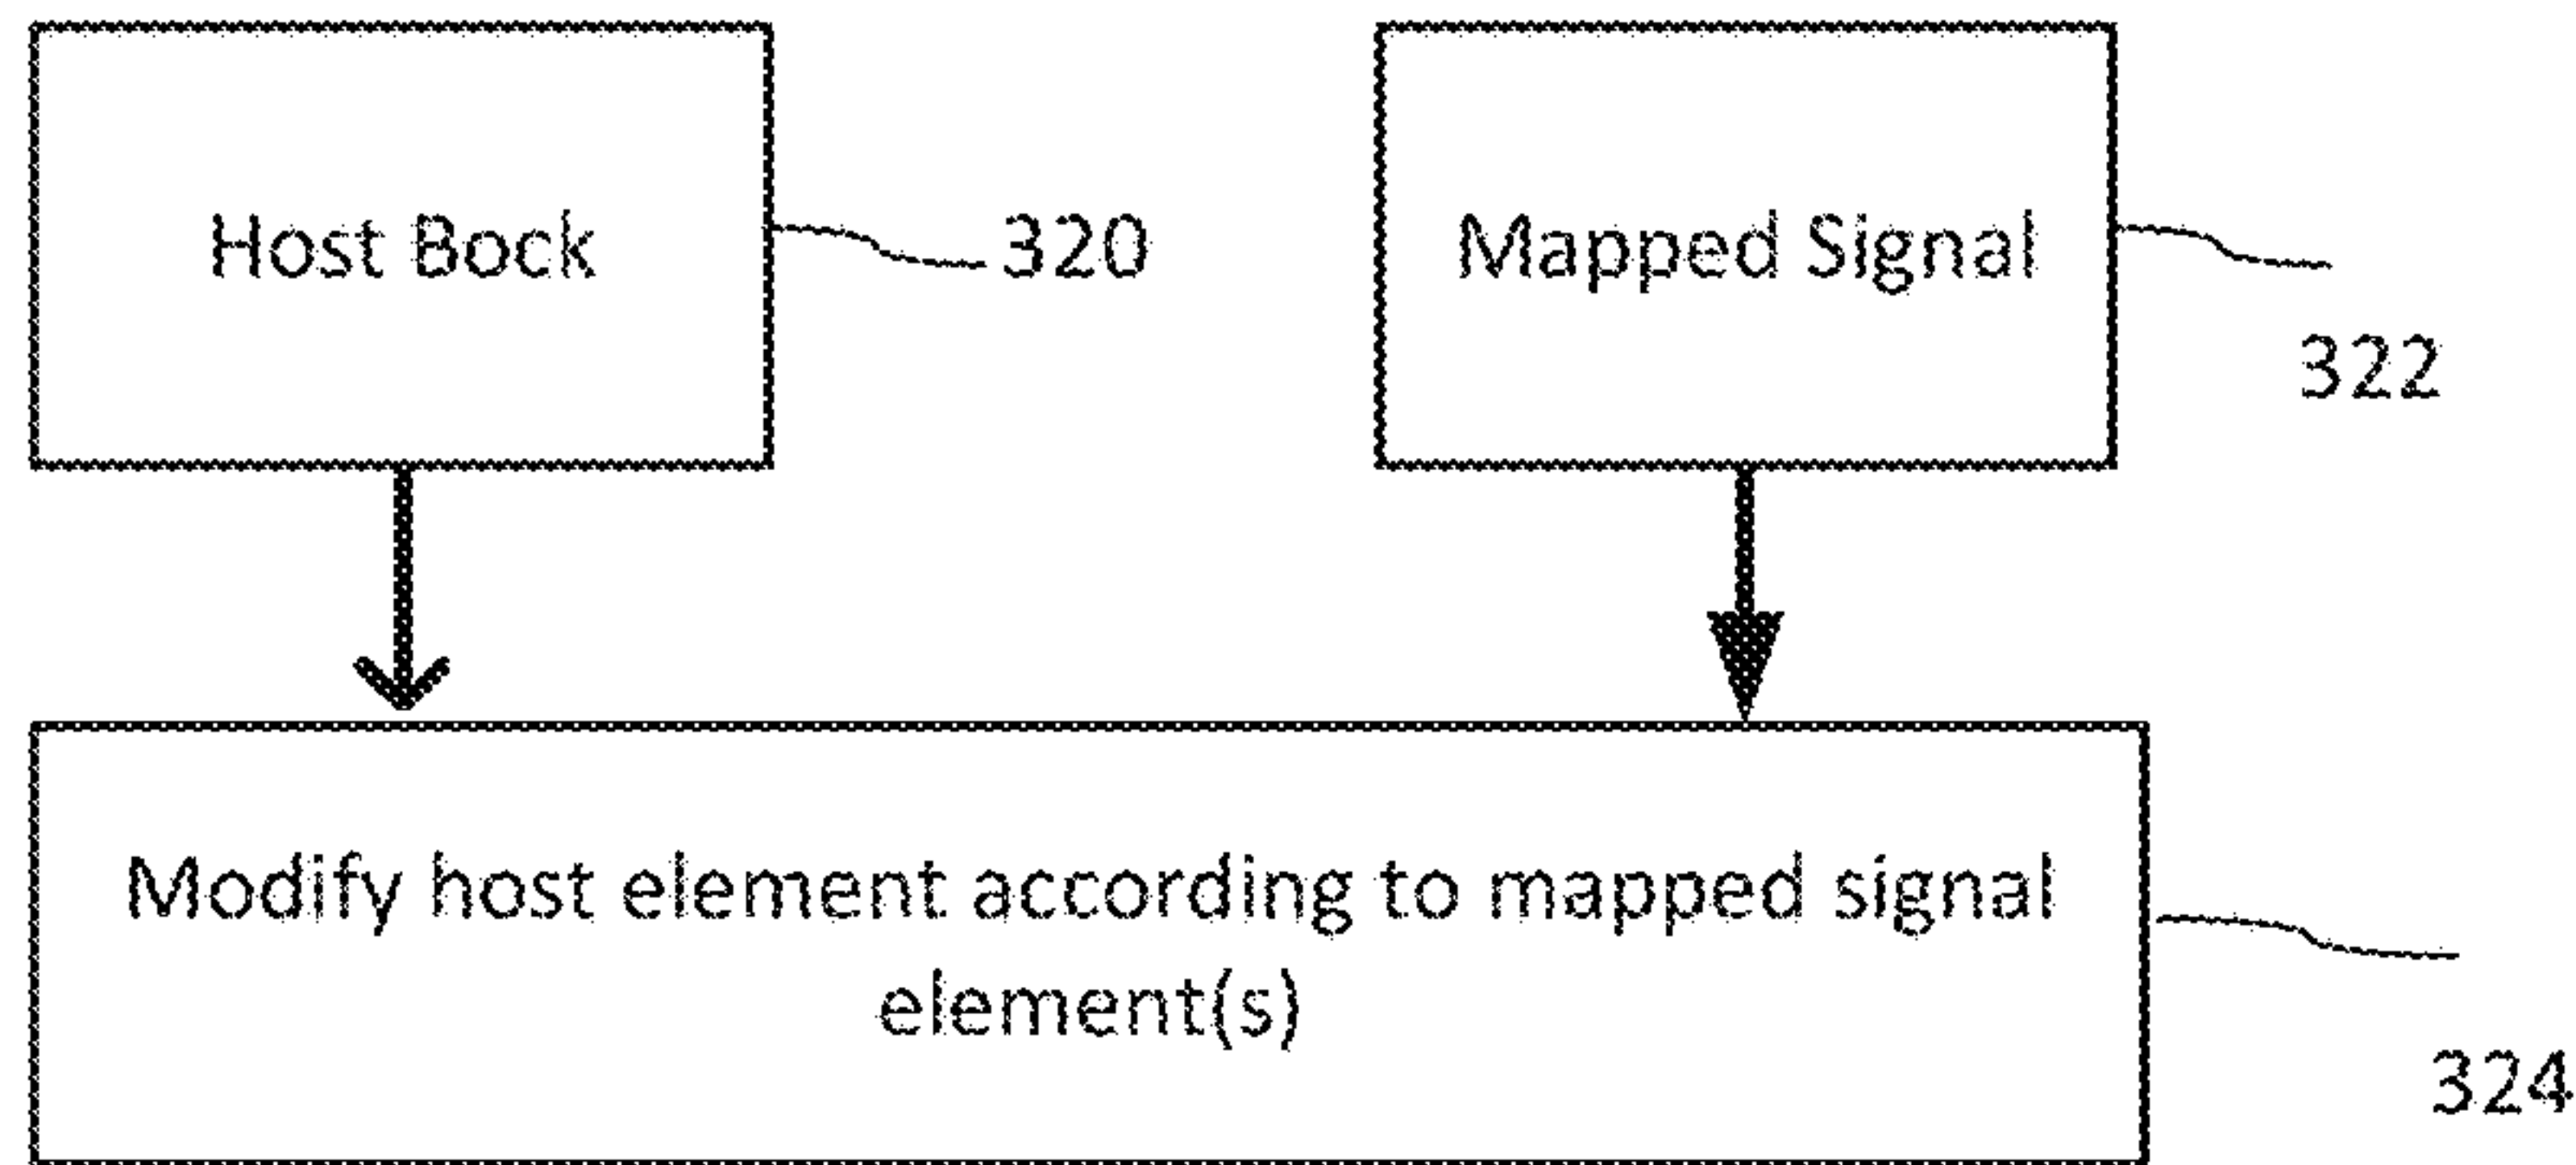 Host Bock
320
Mapped Signal
322
Modify host element according to mapped signal
element(s)
324